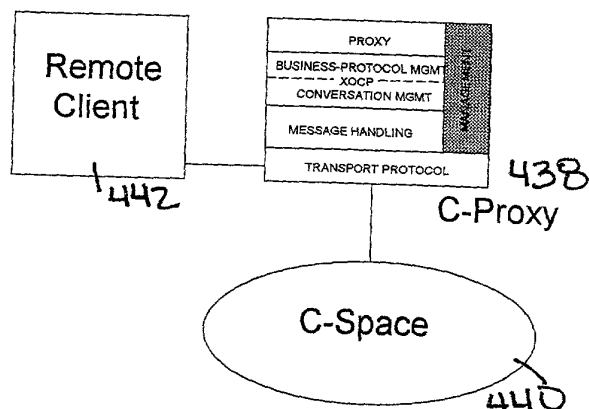 Remote
Client
442
PROXY
BUSINESS-PROTOCOL MGMT
XOCP
CONVERSATION MGMT
MESSAGE HANDLING
TRANSPORT PROTOCOL
MANAGEMENT
438
C-Proxy
C-Space
440